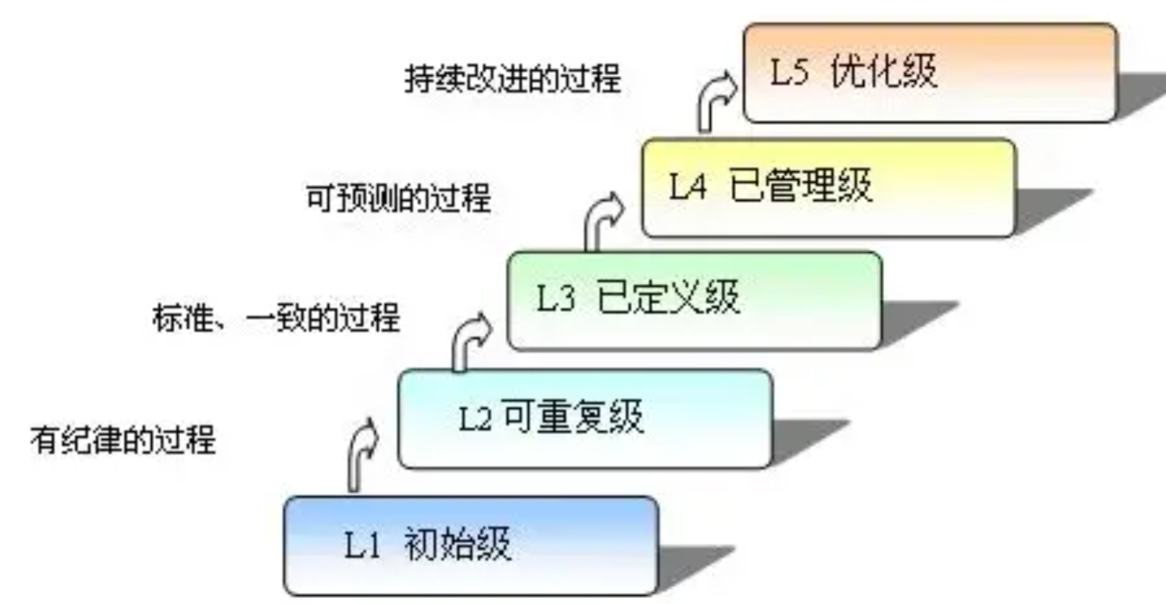 持续改进的过程
L5 优化级
可预测的过程
L4 已管理级
标准、一致的过程
L3 已定义级
有纪律的过程
L2可重复级
L1 初始级